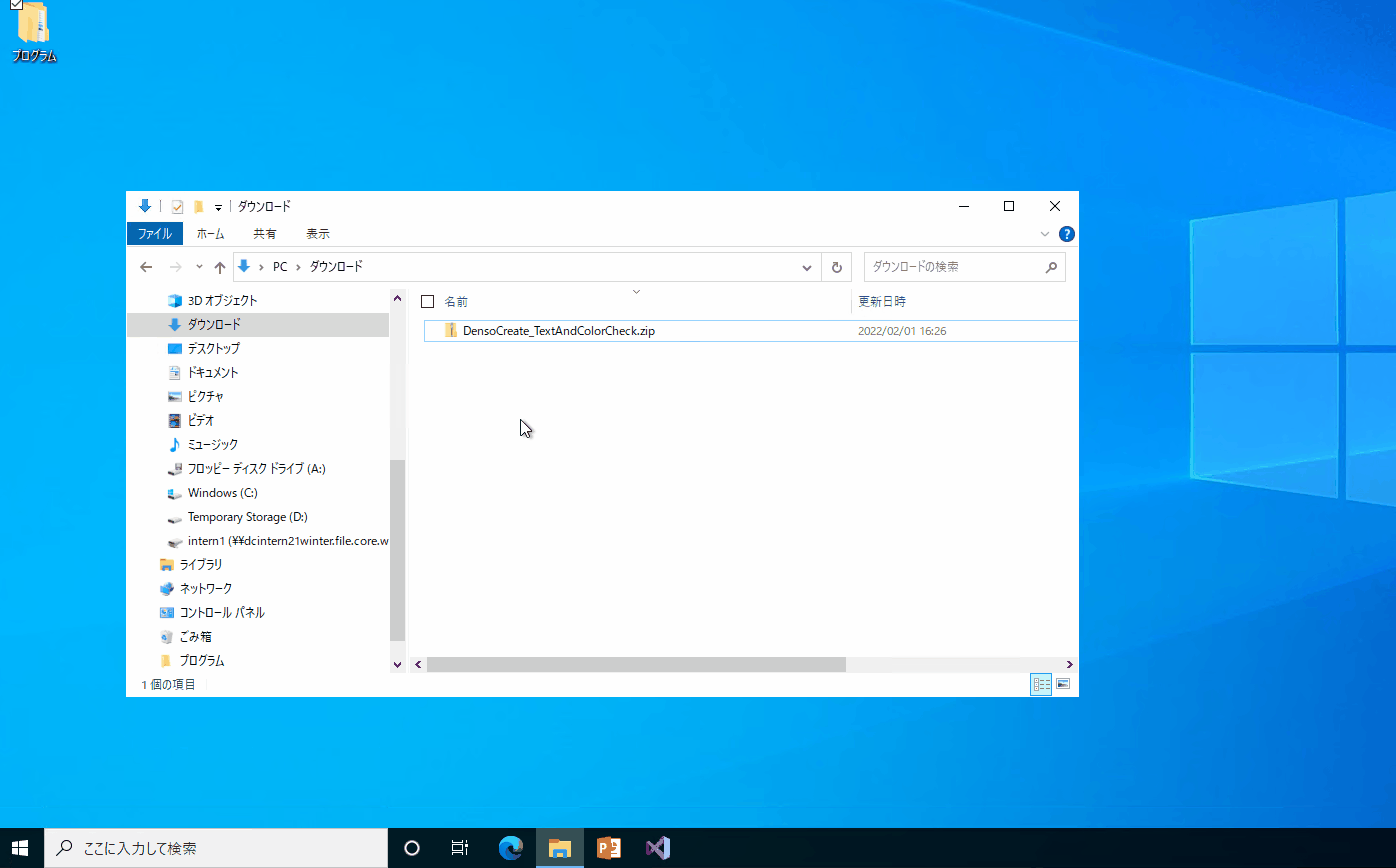 プログラム
ダウンロード
ファイル ホーム 共有 表示
PC ダウンロード ダウンロードの検索
名前 更新日時
DensoCreate_TextAndColorCheck.zip 2022/02/01 16:26
3D オブジェクト
ダウンロード
デスクトップ
ドキュメント
ピクチャ
ビデオ
ミュージック
フロッピー ディスク ドライブ (A:)
Windows (C:)
Temporary Storage (D:)
intern1 (¥¥dcintern21winter.file.core.w
ライブラリ
ネットワーク
コントロール パネル
ごみ箱
プログラム
1 個の項目
ここに入力して検索